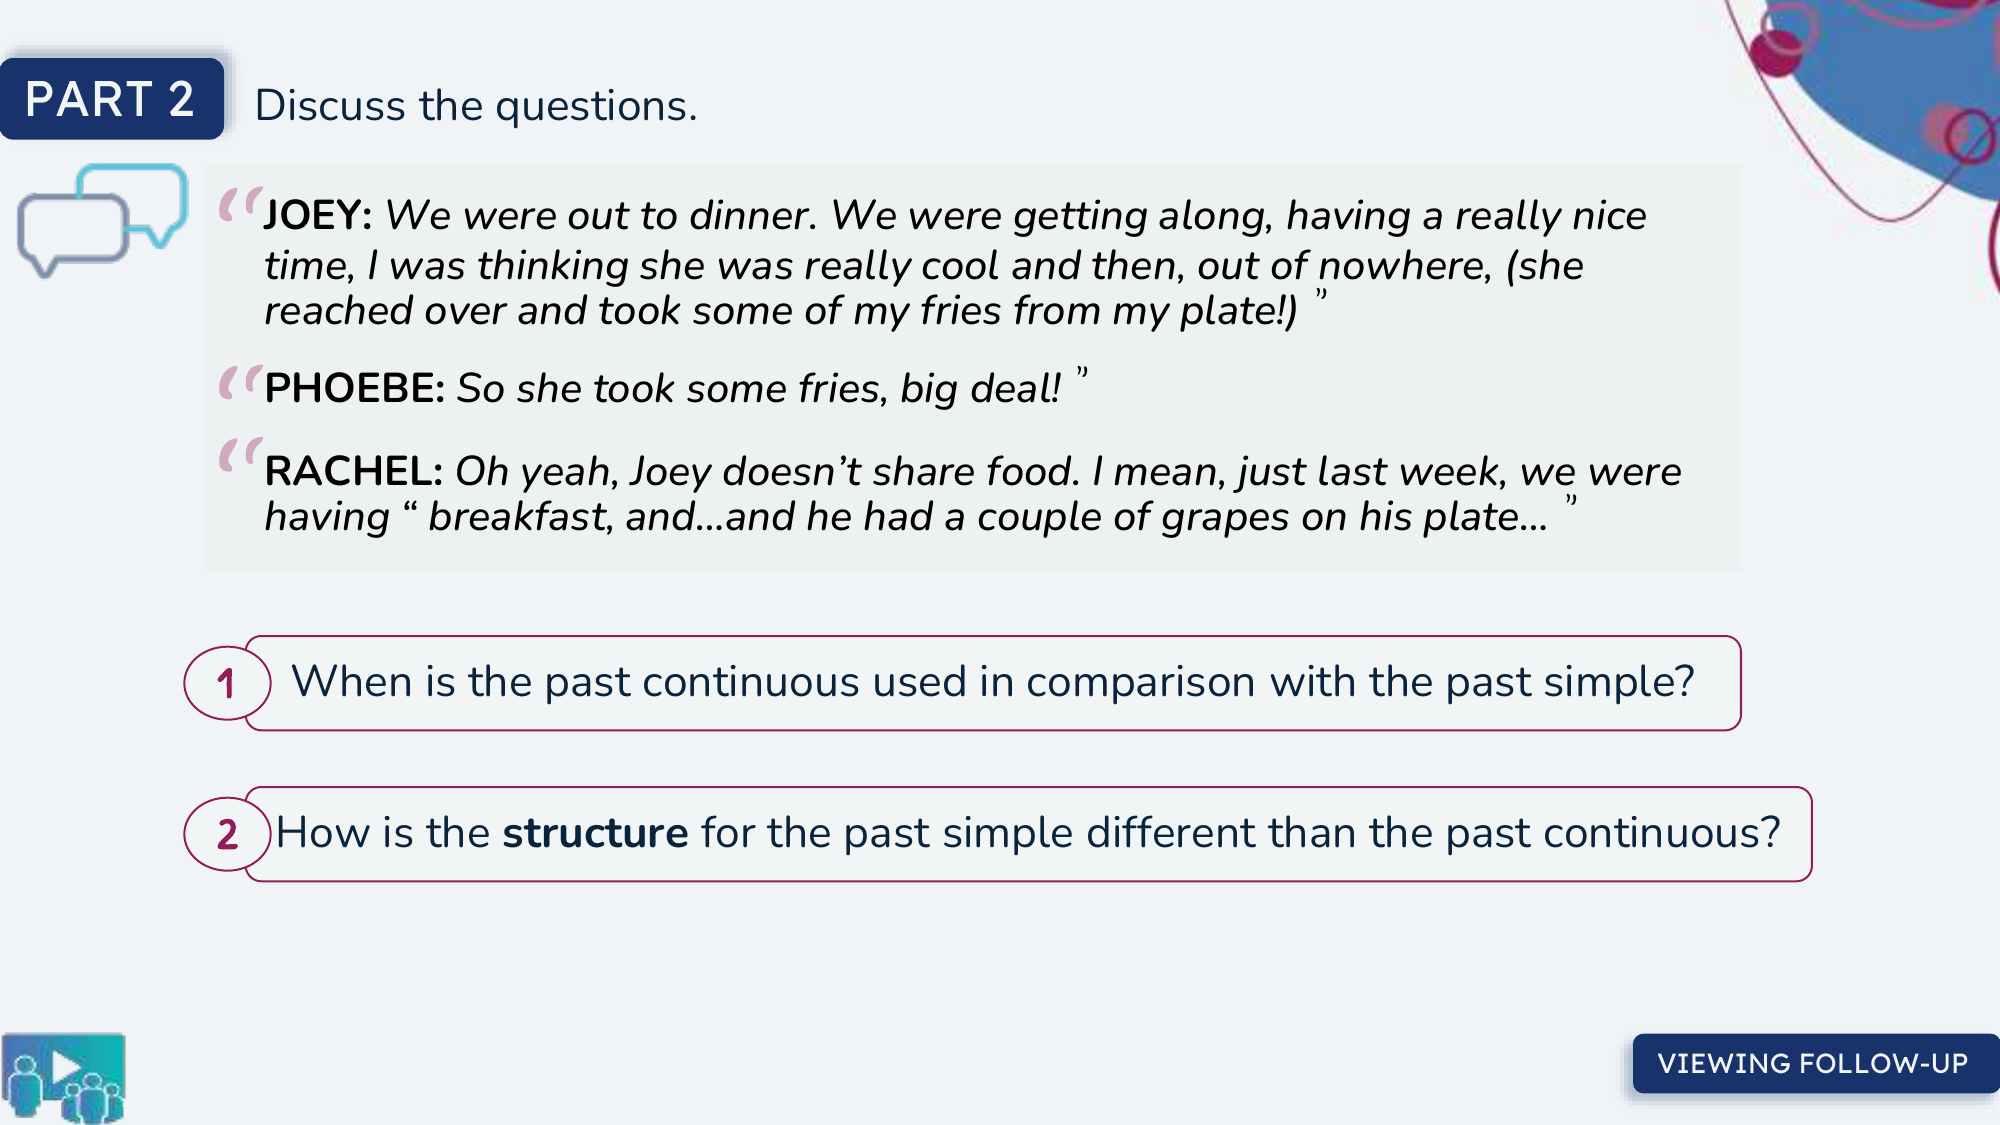 PART 2
Discuss the questions.
“JOEY: We were out to dinner. We were getting along, having a really nice
time, I was thinking she was really cool and then, out of nowhere, (she
reached over and took some of my fries from my plate!) ”
“PHOEBE: So she took some fries, big deal! ”
“RACHEL: Oh yeah, Joey doesn’t share food. I mean, just last week, we were
having “ breakfast, and...and he had a couple of grapes on his plate... ”
1 When is the past continuous used in comparison with the past simple?
2 How is the structure for the past simple different than the past continuous?
VIEWING FOLLOW-UP